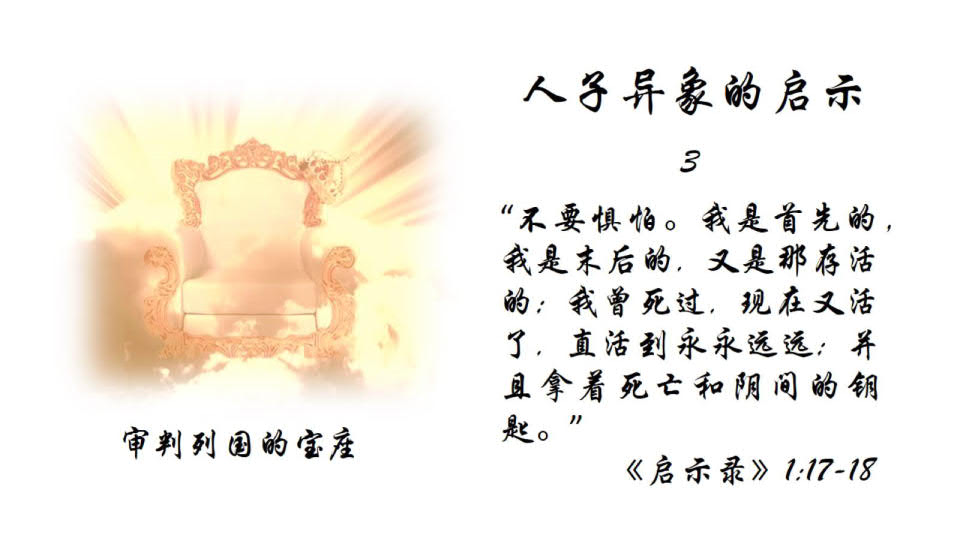 人子异象的启示
3
“不要惧怕。我是首先的，
我是末后的，又是那存活
的；我曾死过，现在又活
了，直活到永永远远；并
且拿着死亡和阴间的钥
匙。”
《启示录》1:17-18
审判列国的宝座